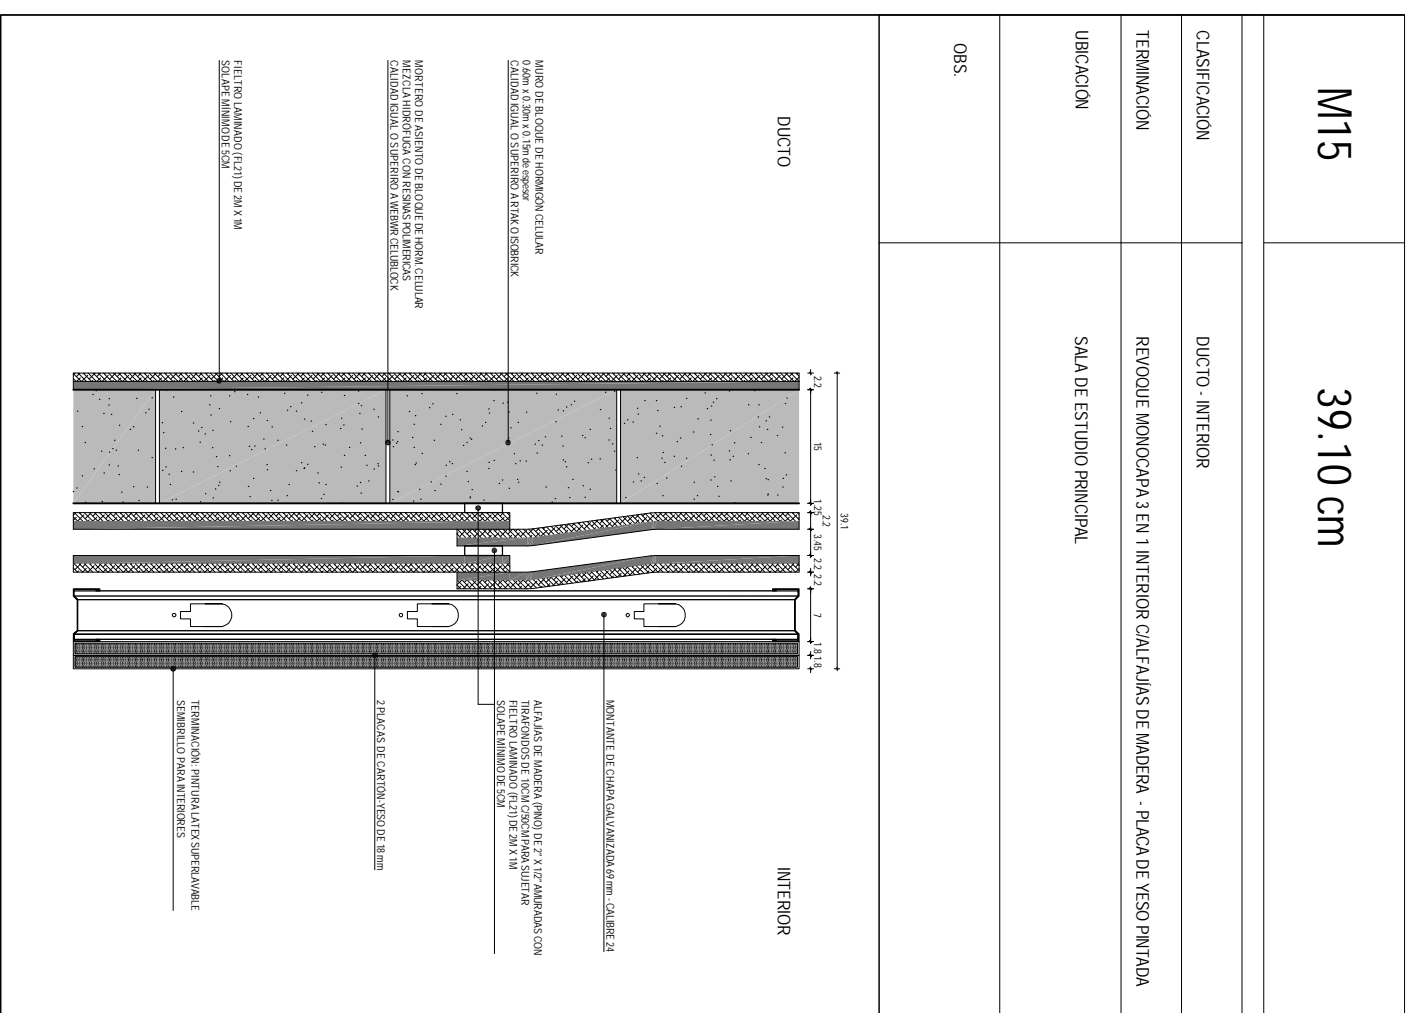 M15
39.10 cm
CLASIFICACIÓN
DUCTO - INTERIOR
TERMINACIÓN
REVOQUE MONOCAPA 3 EN 1 INTERIOR C/ALFAJÍAS DE MADERA - PLACA DE YESO PINTADA
UBICACIÓN
SALA DE ESTUDIO PRINCIPAL
OBS.
DUCTO
INTERIOR
MURO DE BLOQUE DE HORMIGÓN CELULAR
0.60m x 0.30m x 0.15m de espesor
CALIDAD IGUAL O SUPERIRO A RTAK O ISOBRICK
MORTERO DE ASIENTO DE BLOQUE DE HORM. CELULAR
MEZCLA HIDRÓFUGA CON RESINAS POLIMERICAS
CALIDAD IGUAL O SUPERIRO A WEBWR CELUBLOCK
FIELTRO LAMINADO (FL21) DE 2M X 1M
SOLAPE MÍNIMO DE 5CM
39.1
2.2
15
1.25
2.2
3.45
2.2
2.2
7
1.8
1.8
MONTANTE DE CHAPA GALVANIZADA 69 mm - CALIBRE 24
ALFAJÍAS DE MADERA (PINO) DE 2" X 1/2" AMURADAS CON
TIRAFONDOS DE 10CM C/50CM PARA SUJETAR
FIELTRO LAMINADO (FL21) DE 2M X 1M
SOLAPE MÍNIMO DE 5CM
2 PLACAS DE CARTÓN-YESO DE 18 mm
TERMINACIÓN: PINTURA LATEX SUPERLAVABLE
SEMIBRILLO PARA INTERIORES